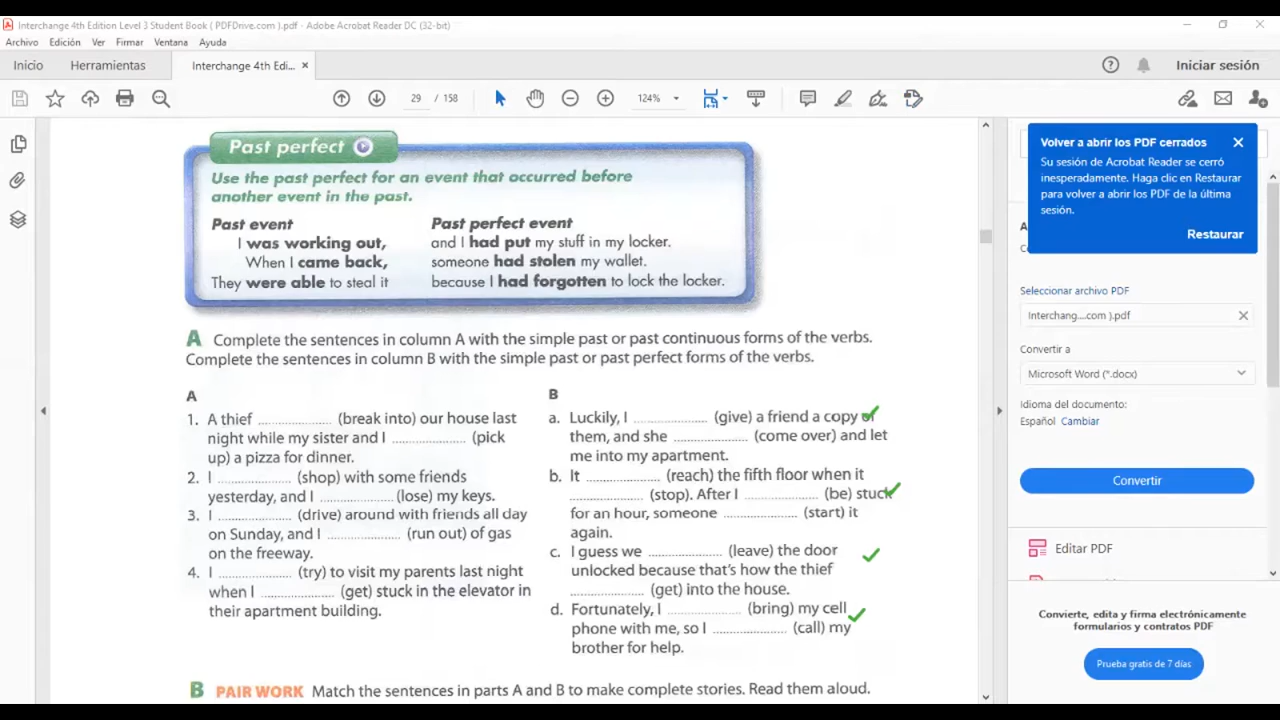 Interchange 4th Edition Level 3 Student Book ( PDFDrive.com ).pdf - Adobe Acrobat Reader DC (32-bit)
Archivo Edición Ver Firmar Ventana Ayuda
Inicio Herramientas Interchange 4th Edi... × Iniciar sesión
29 / 158 124%
Past perfect
Use the past perfect for an event that occurred before
another event in the past.
Past event Past perfect event
I was working out, and I had put my stuff in my locker.
When I came back, someone had stolen my wallet.
They were able to steal it because I had forgotten to lock the locker.
A Complete the sentences in column A with the simple past or past continuous forms of the verbs.
Complete the sentences in column B with the simple past or past perfect forms of the verbs.
A
1. A thief .................. (break into) our house last
night while my sister and I .................. (pick
up) a pizza for dinner.
2. I .................. (shop) with some friends
yesterday, and I .................. (lose) my keys.
3. I .................. (drive) around with friends all day
on Sunday, and I .................. (run out) of gas
on the freeway.
4. I .................. (try) to visit my parents last night
when I .................. (get) stuck in the elevator in
their apartment building.
B
a. Luckily, I .................. (give) a friend a copy of
them, and she .................. (come over) and let
me into my apartment.
b. It .................. (reach) the fifth floor when it
.................. (stop). After I .................. (be) stuck
for an hour, someone .................. (start) it
again.
c. I guess we .................. (leave) the door
unlocked because that's how the thief
.................. (get) into the house.
d. Fortunately, I .................. (bring) my cell
phone with me, so I .................. (call) my
brother for help.
B PAIR WORK Match the sentences in parts A and B to make complete stories. Read them aloud.
Volver a abrir los PDF cerrados
Su sesión de Acrobat Reader se cerró
inesperadamente. Haga clic en Restaurar
para volver a abrir los PDF de la última
sesión.
Restaurar
Seleccionar archivo PDF
Interchang....com ).pdf
Convertir a
Microsoft Word (*.docx)
Idioma del documento:
Español Cambiar
Convertir
Editar PDF
Convierte, edita y firma electrónicamente
formularios y contratos PDF
Prueba gratis de 7 días